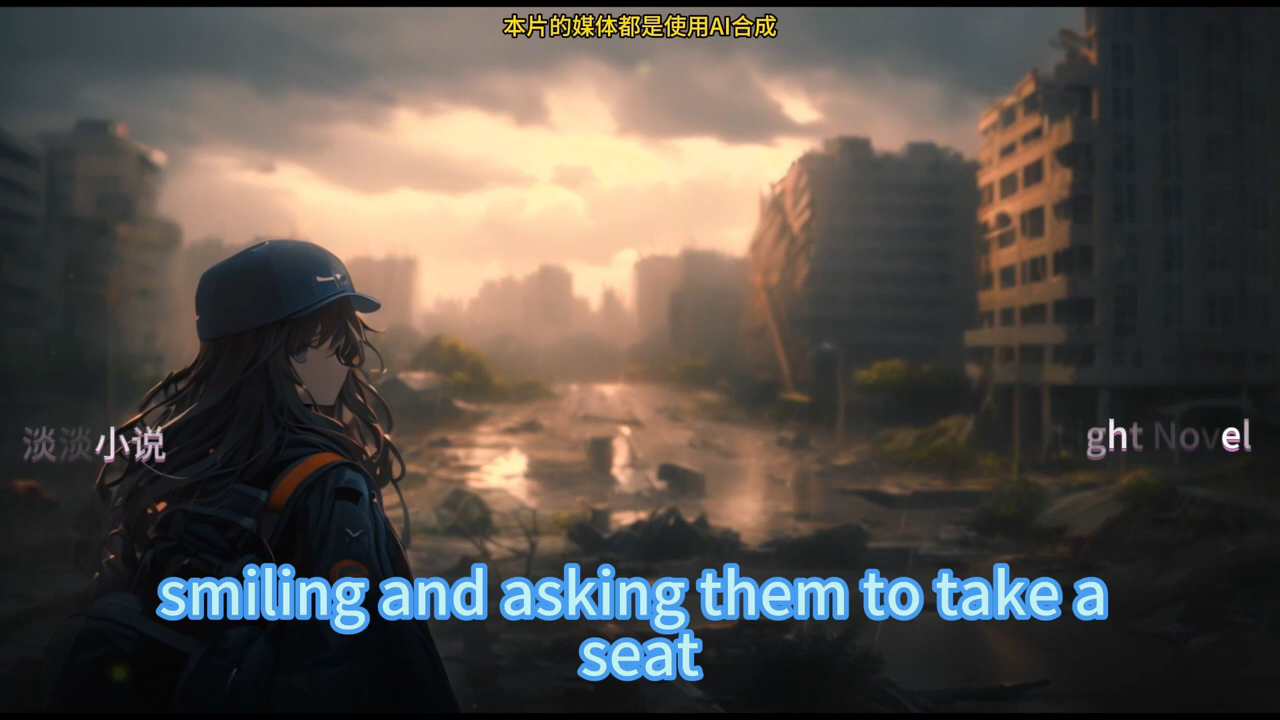 本片的媒体都是使用AI合成
淡淡小说
ight Novel
smiling and asking them to take a
seat